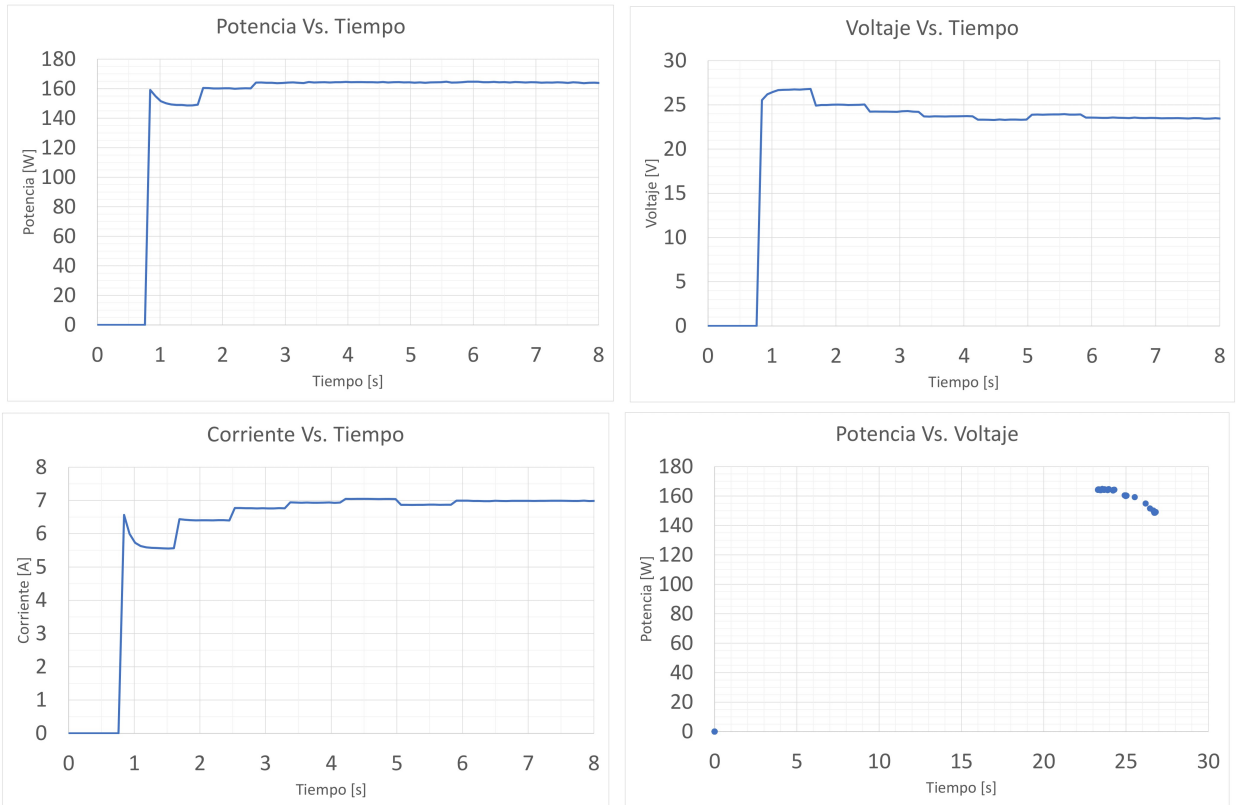 Potencia Vs. Tiempo
180
160
140
120
100
80
60
40
20
0
Potencia [W]
0 1 2 3 4 5 6 7 8
Tiempo [s]
Voltaje Vs. Tiempo
30
25
20
15
10
5
0
Voltaje [V]
0 1 2 3 4 5 6 7 8
Tiempo [s]
Corriente Vs. Tiempo
8
7
6
5
4
3
2
1
0
Corriente [A]
0 1 2 3 4 5 6 7 8
Tiempo [s]
Potencia Vs. Voltaje
180
160
140
120
100
80
60
40
20
0
Potencia [W]
0 5 10 15 20 25 30
Tiempo [s]